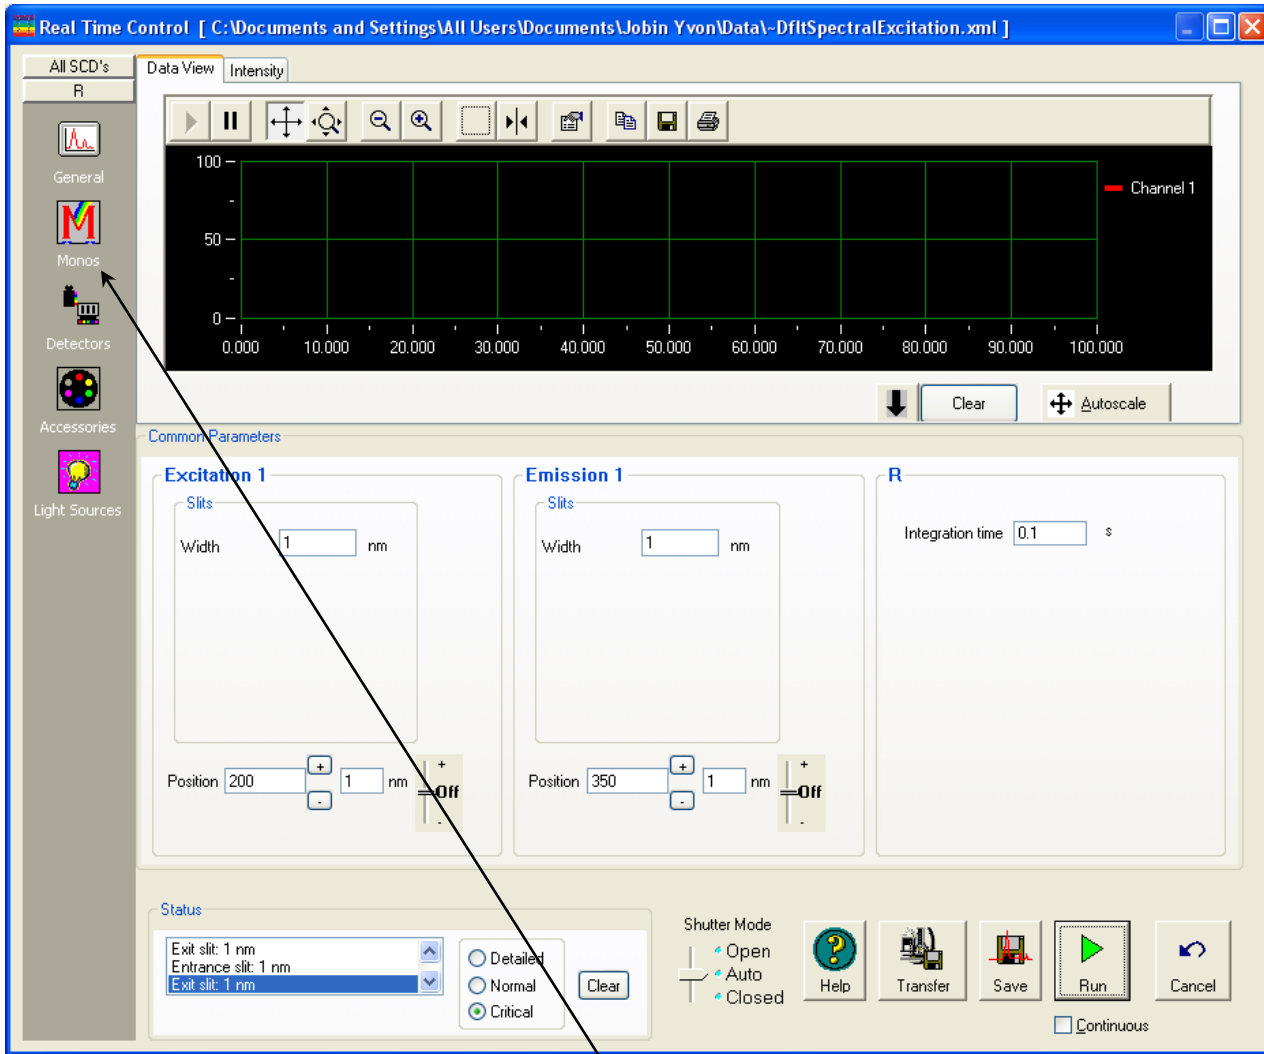 Real Time Control [ C:\Documents and Settings\All Users\Documents\Jobin Yvon\Data\~DfltSpectralExcitation.xml ]
All SCD's
R
General
Monos
Detectors
Accessories
Light Sources
Data View Intensity
100
50
0
0.000 10.000 20.000 30.000 40.000 50.000 60.000 70.000 80.000 90.000 100.000
Channel 1
Clear Autoscale
Common Parameters
Excitation 1
Slits
Width 1 nm
Position 200 + - 1 nm + Off -
Emission 1
Slits
Width 1 nm
Position 350 + - 1 nm + Off -
R
Integration time 0.1 s
Status
Exit slit: 1 nm
Entrance slit: 1 nm
Exit slit: 1 nm
Detailed
Normal
Critical
Clear
Shutter Mode
Open
Auto
Closed
Help Transfer Save Run Cancel
Continuous